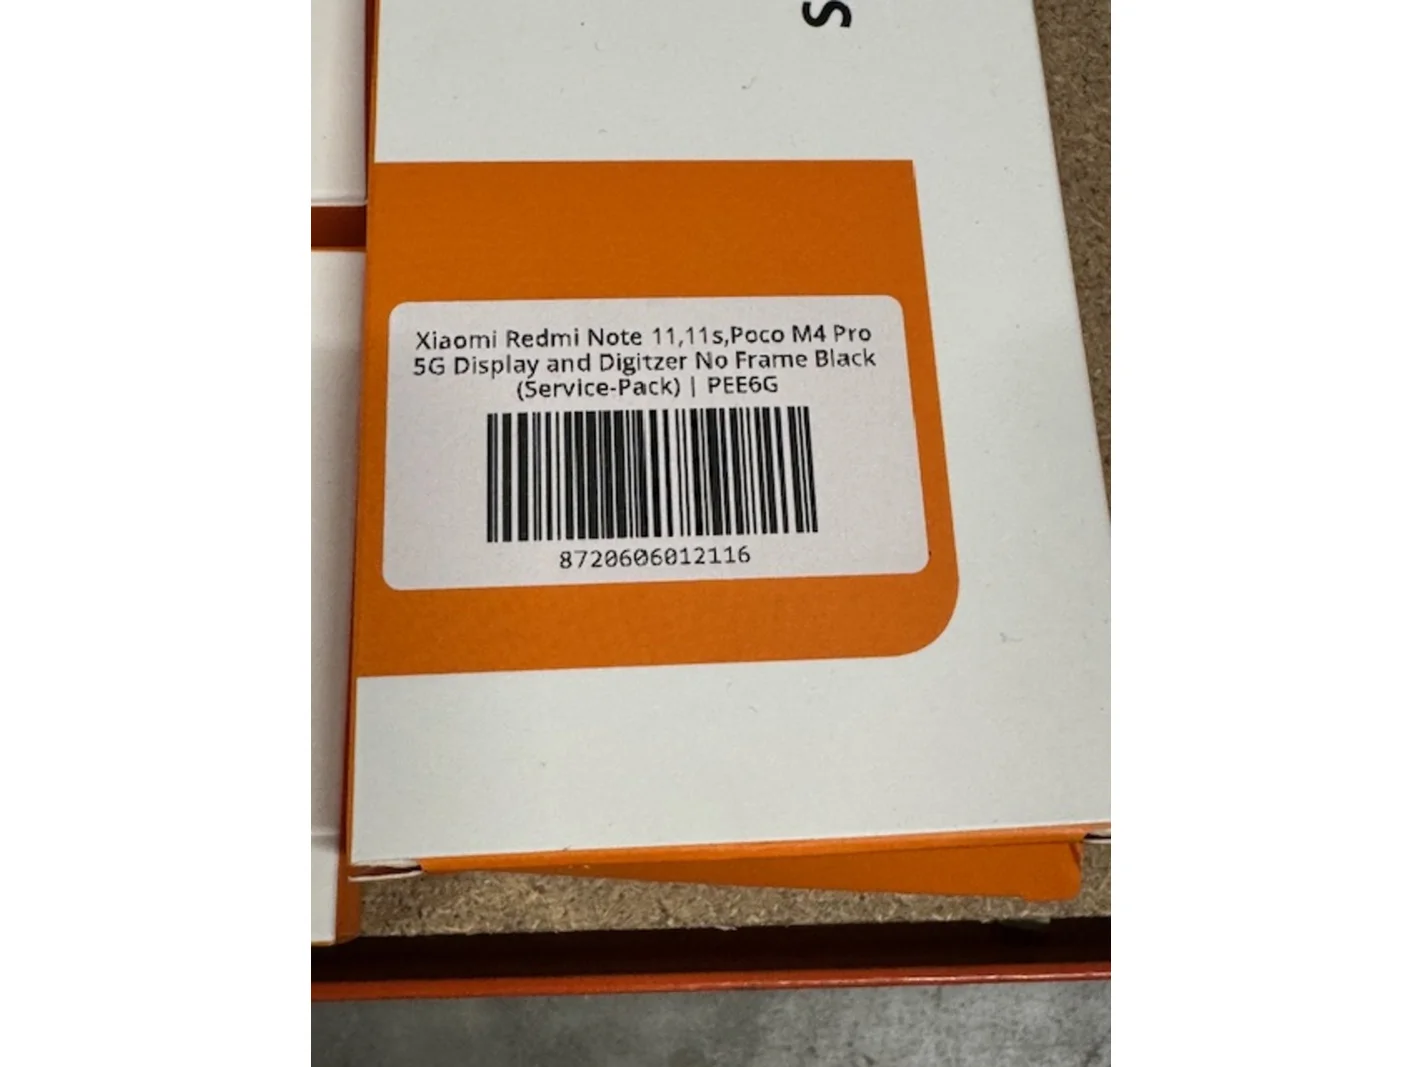 S
Xiaomi Redmi Note 11,11s,Poco M4 Pro
5G Display and Digitzer No Frame Black
(Service-Pack) | PEE6G
8720606012116